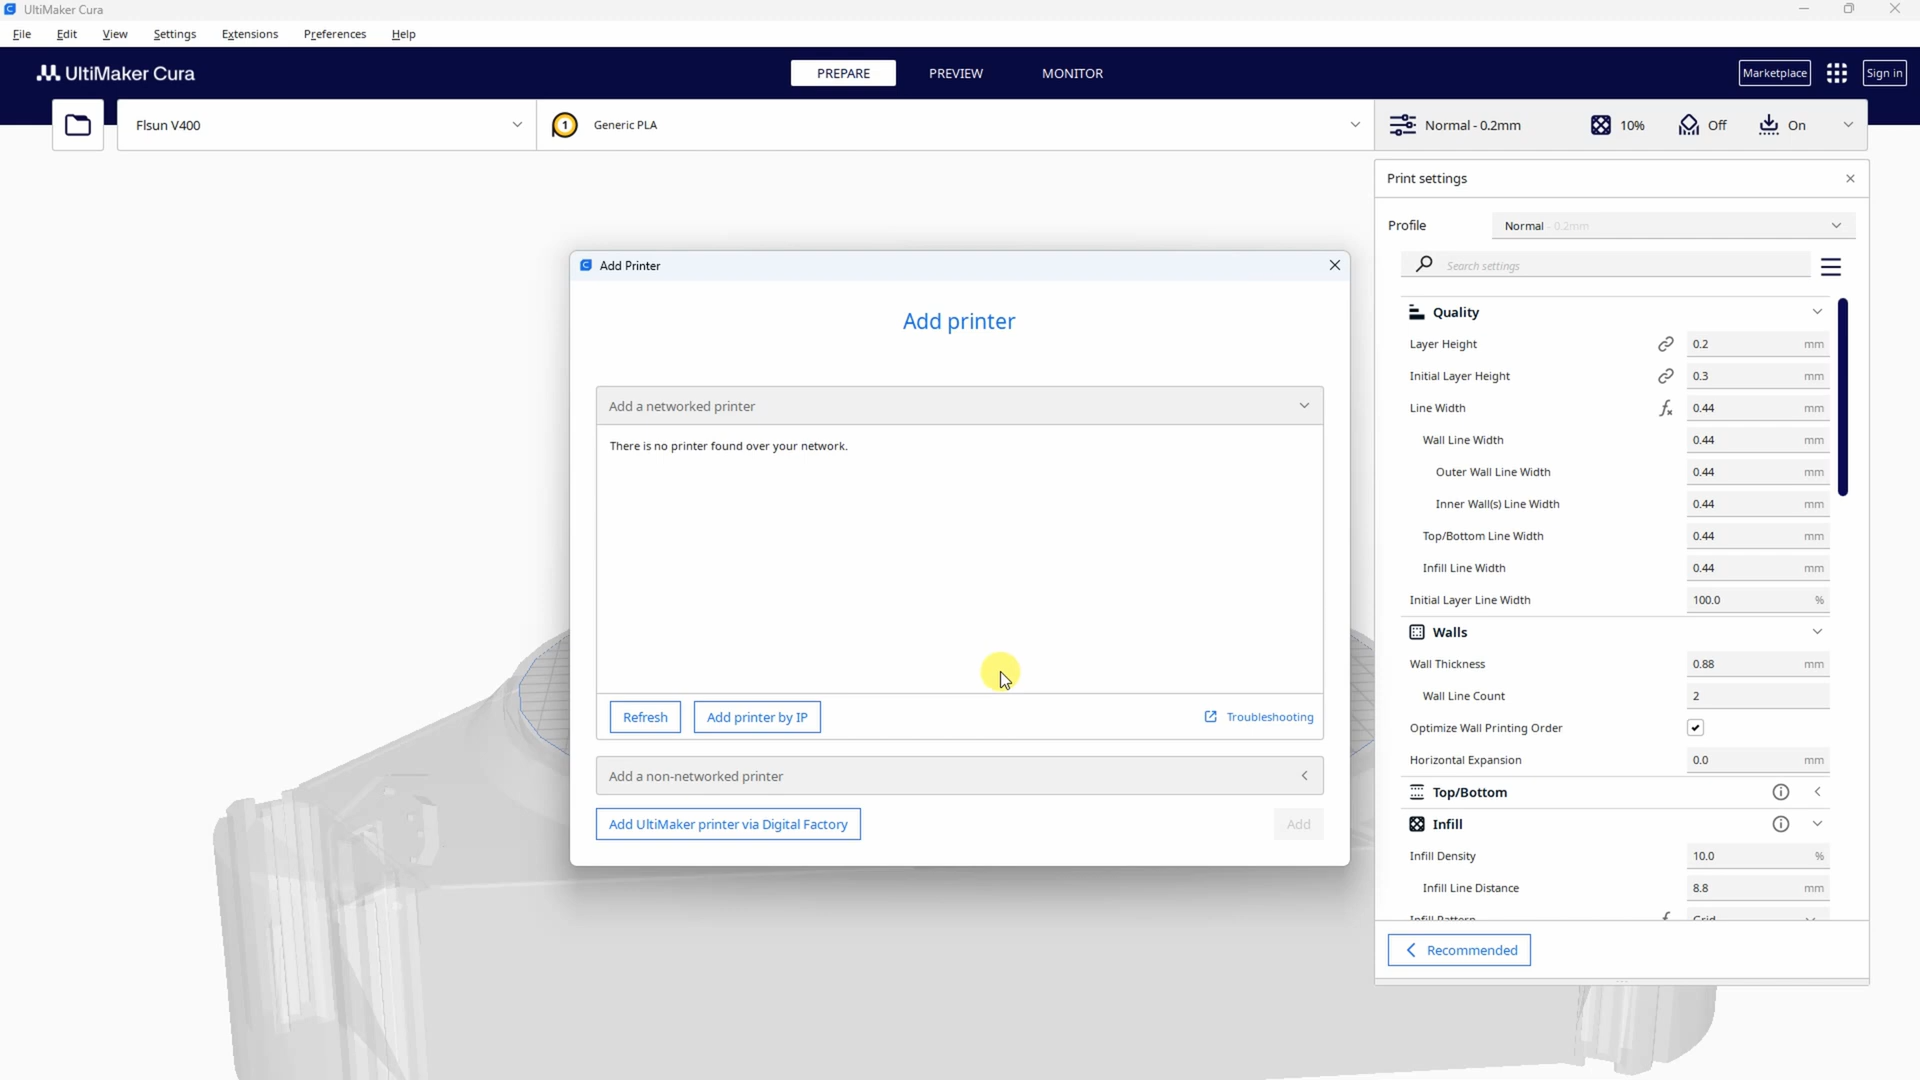 UltiMaker Cura
File Edit View Settings Extensions Preferences Help
UltiMaker Cura
PREPARE PREVIEW MONITOR
Marketplace Sign in
Flsun V400
1 Generic PLA
Normal - 0.2mm 10% Off On
Print settings
Profile Normal - 0.2mm
Search settings
Quality
Layer Height 0.2 mm
Initial Layer Height 0.3 mm
Line Width 0.44 mm
Wall Line Width 0.44 mm
Outer Wall Line Width 0.44 mm
Inner Wall(s) Line Width 0.44 mm
Top/Bottom Line Width 0.44 mm
Infill Line Width 0.44 mm
Initial Layer Line Width 100.0 %
Walls
Wall Thickness 0.88 mm
Wall Line Count 2
Optimize Wall Printing Order
Horizontal Expansion 0.0 mm
Top/Bottom
Infill
Infill Density 10.0 %
Infill Line Distance 8.8 mm
Infill Pattern Grid
Recommended
Add Printer
Add printer
Add a networked printer
There is no printer found over your network.
Refresh Add printer by IP Troubleshooting
Add a non-networked printer
Add UltiMaker printer via Digital Factory Add